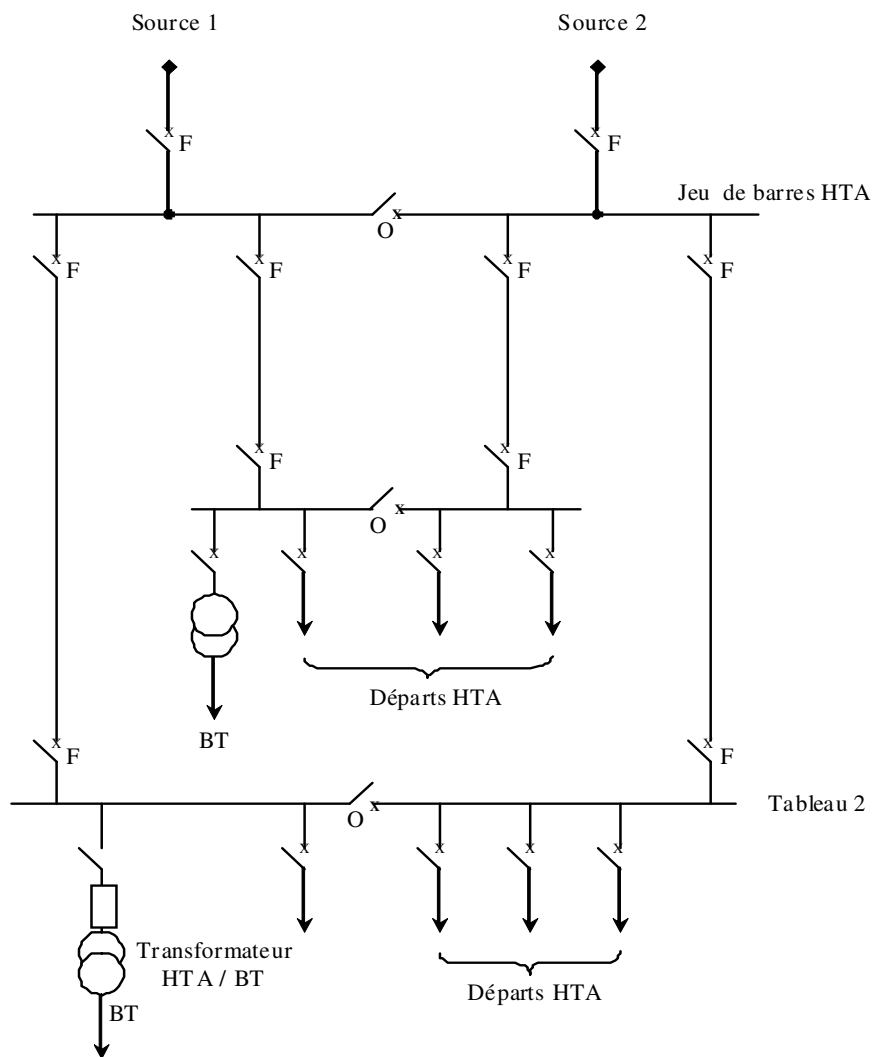 Source 1
Source 2
F
F
Jeu de barres HTA
O
F
F
F
F
F
F
O
Départs HTA
BT
F
F
Tableau 2
O
Transformateur
HTA / BT
Départs HTA
BT